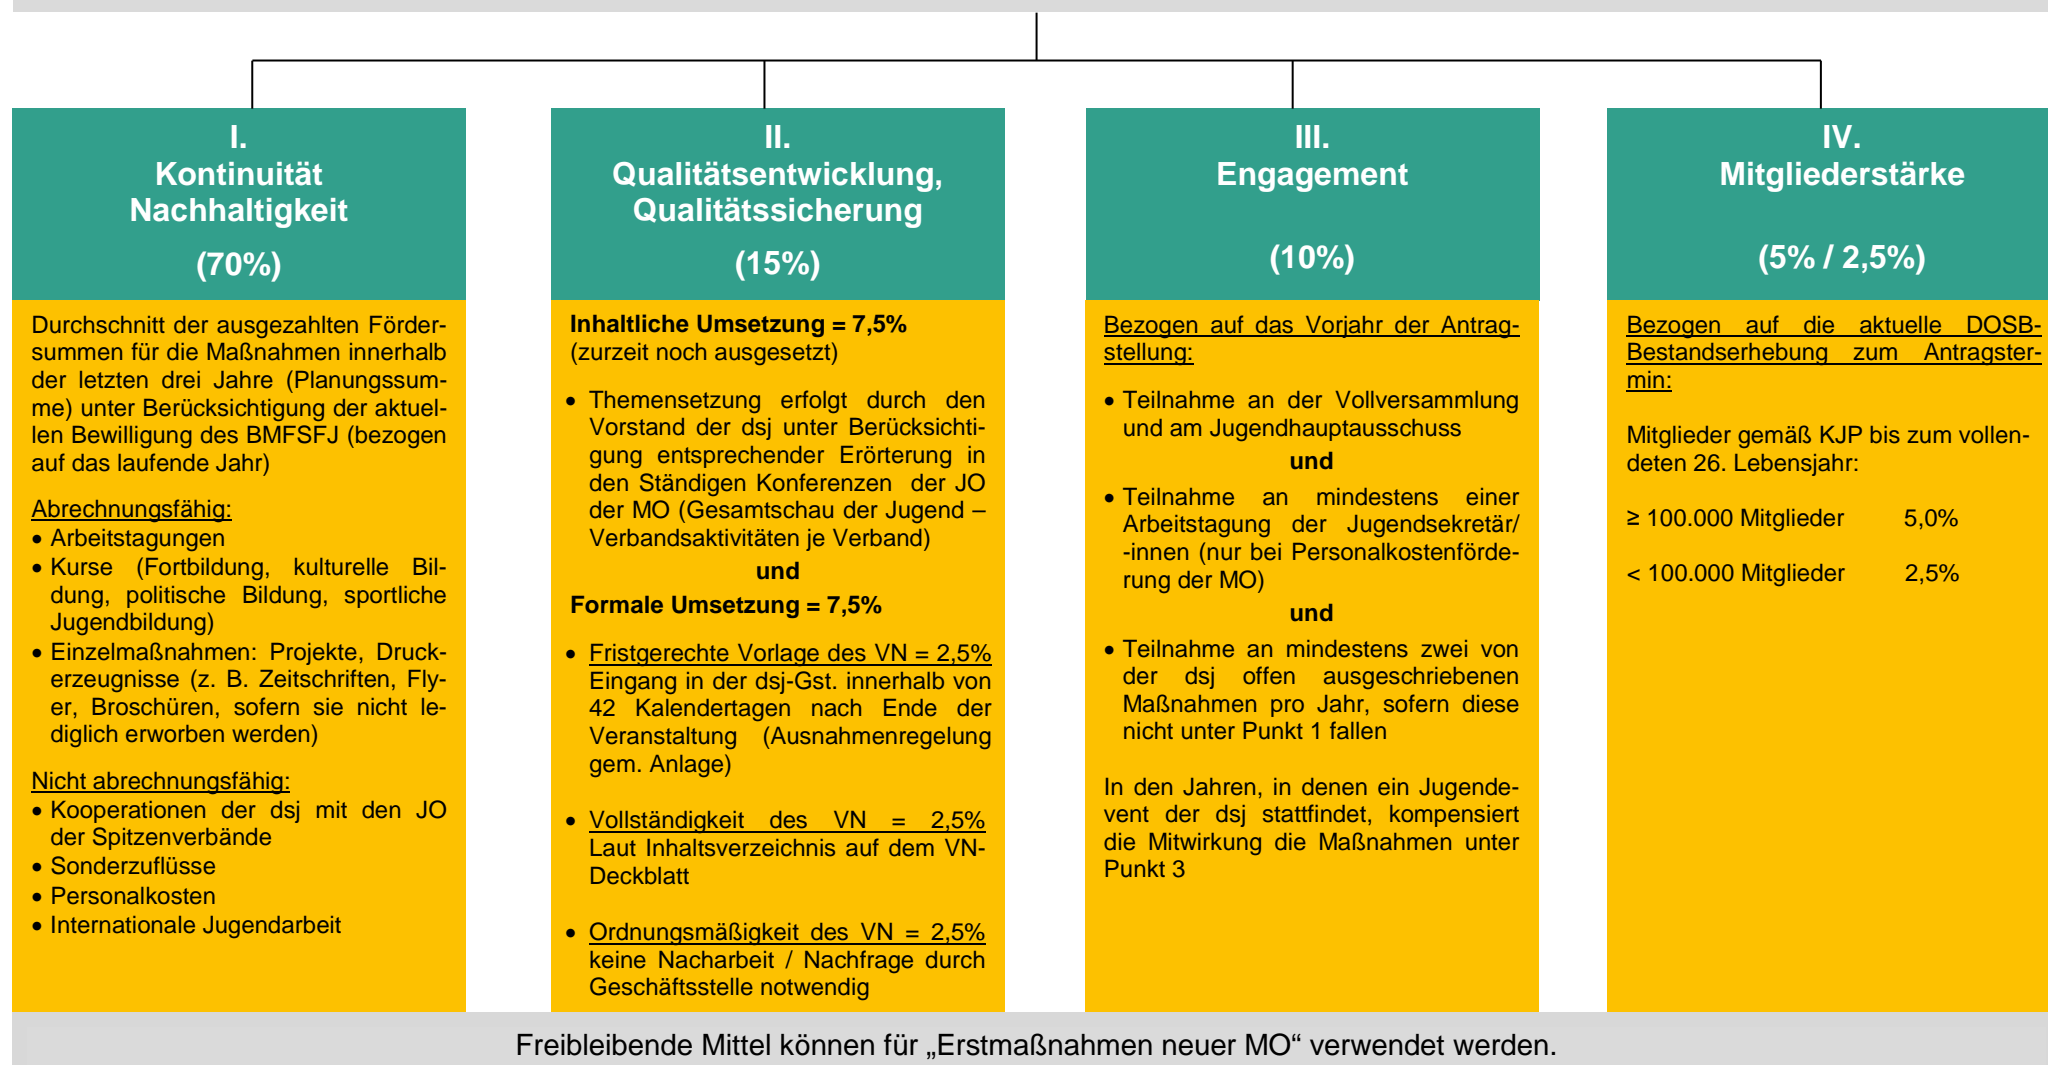 I.
Kontinuität
Nachhaltigkeit
(70%)
Durchschnitt der ausgezahlten Förder-
summen für die Maßnahmen innerhalb
der letzten drei Jahre (Planungssum-
me) unter Berücksichtigung der aktuel-
len Bewilligung des BMFSFJ (bezogen
auf das laufende Jahr)
Abrechnungsfähig:
• Arbeitstagungen
• Kurse (Fortbildung, kulturelle Bil-
dung, politische Bildung, sportliche
Jugendbildung)
• Einzelmaßnahmen: Projekte, Druck-
erzeugnisse (z. B. Zeitschriften, Fly-
er, Broschüren, sofern sie nicht le-
diglich erworben werden)
Nicht abrechnungsfähig:
• Kooperationen der dsj mit den JO
der Spitzenverbände
• Sonderzuflüsse
• Personalkosten
• Internationale Jugendarbeit
II.
Qualitätsentwicklung,
Qualitätssicherung
(15%)
Inhaltliche Umsetzung = 7,5%
(zurzeit noch ausgesetzt)
• Themensetzung erfolgt durch den
Vorstand der dsj unter Berücksichti-
gung entsprechender Erörterung in
den Ständigen Konferenzen der JO
der MO (Gesamtschau der Jugend –
Verbandsaktivitäten je Verband)
und
Formale Umsetzung = 7,5%
• Fristgerechte Vorlage des VN = 2,5%
Eingang in der dsj-Gst. innerhalb von
42 Kalendertagen nach Ende der
Veranstaltung (Ausnahmenregelung
gem. Anlage)
• Vollständigkeit des VN = 2,5%
Laut Inhaltsverzeichnis auf dem VN-
Deckblatt
• Ordnungsmäßigkeit des VN = 2,5%
keine Nacharbeit / Nachfrage durch
Geschäftsstelle notwendig
III.
Engagement
(10%)
Bezogen auf das Vorjahr der Antrag-
stellung:
• Teilnahme an der Vollversammlung
und am Jugendhauptausschuss
und
• Teilnahme an mindestens einer
Arbeitstagung der Jugendsekretär/
-innen (nur bei Personalkostenförde-
rung der MO)
und
• Teilnahme an mindestens zwei von
der dsj offen ausgeschriebenen
Maßnahmen pro Jahr, sofern diese
nicht unter Punkt 1 fallen
In den Jahren, in denen ein Jugende-
vent der dsj stattfindet, kompensiert
die Mitwirkung die Maßnahmen unter
Punkt 3
IV.
Mitgliederstärke
(5% / 2,5%)
Bezogen auf die aktuelle DOSB-
Bestandserhebung zum Antragster-
min:
Mitglieder gemäß KJP bis zum vollen-
deten 26. Lebensjahr:
≥ 100.000 Mitglieder 5,0%
< 100.000 Mitglieder 2,5%
Freibleibende Mittel können für „Erstmaßnahmen neuer MO“ verwendet werden.